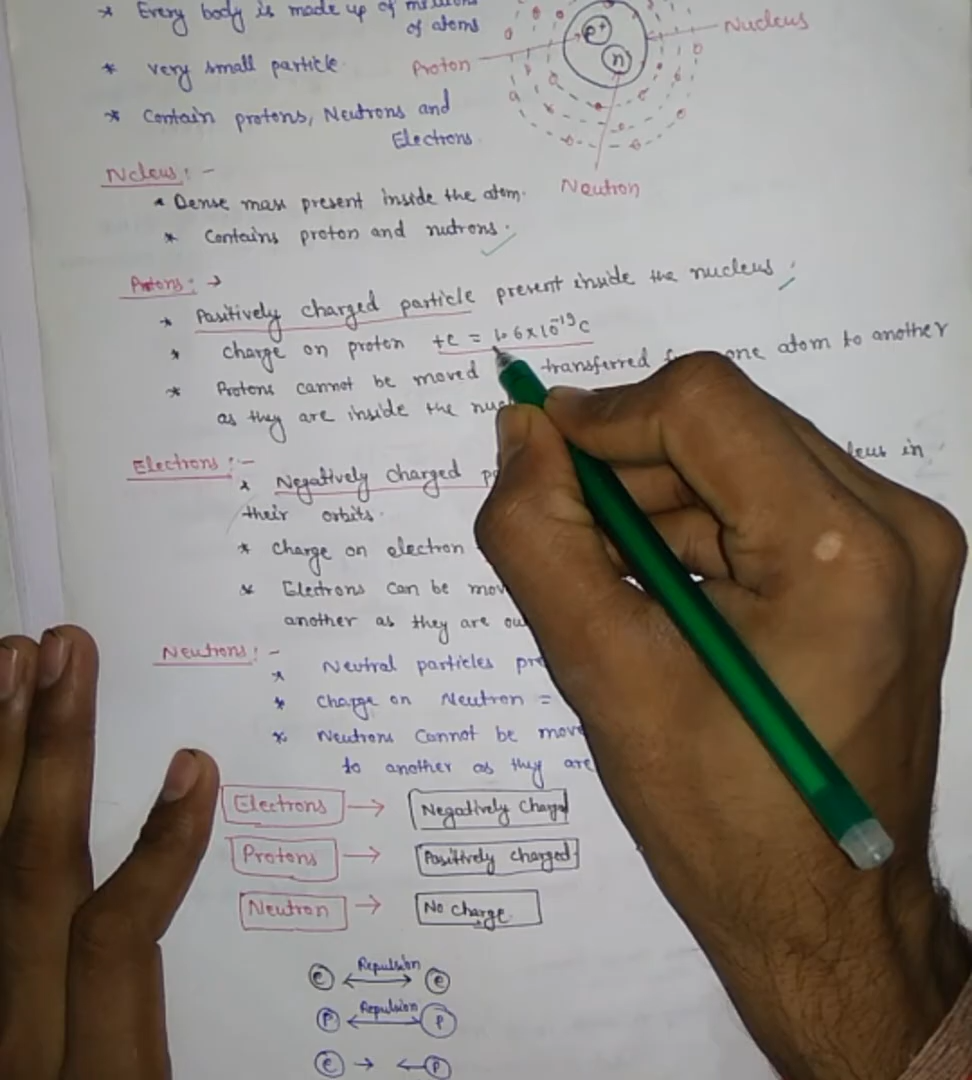 * Every body is made up of millions
of atoms
Nucleus
P+
n
Proton
* very small particle.
* Contain protons, Neutrons and
Electrons.
Neutron
Ncleus: -
* Dense mass present inside the atom.
* Contains proton and nutrons.
Protons: →
* Positively charged particle present inside the nucleus.
* Charge on proton +e = 1.6x10⁻¹⁹C
* Protons cannot be moved transferred one atom to another
as they are inside the
Electrons: -
* Negatively charged in
their orbits.
* Charge on electron
* Electrons can be
another as they are
Neutrons: -
* Neutral particles
* Charge on Neutron =
* Neutrons Cannot be
to another as they are
Electrons → Negatively Charged
Protons → Positively charged
Neutron → No charge.
e Repulsion e
P Repulsion P
e → ← P